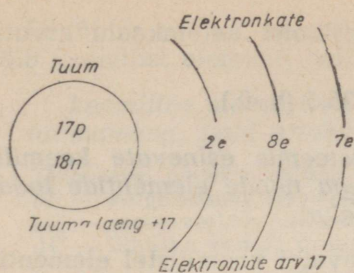 Elektronkate
Tuum
17p
18n
2e 8e 7e
Tuuma laeng +17
Elektronide arv 17